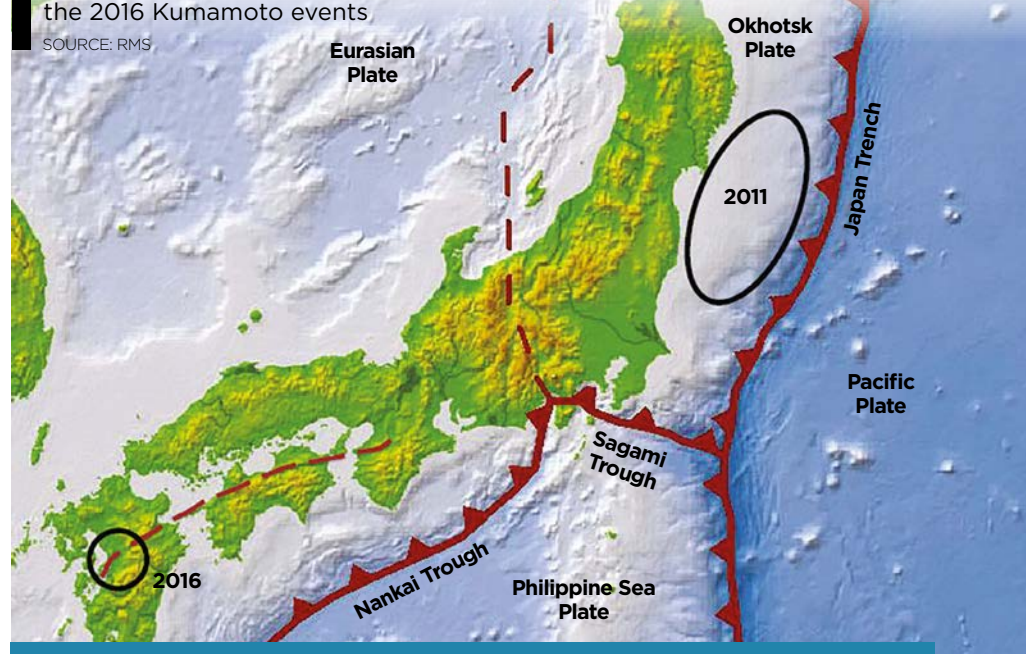 the 2016 Kumamoto events
SOURCE: RMS
Eurasian
Plate
Okhotsk
Plate
2011
Japan Trench
Pacific
Plate
Sagami
Trough
2016
Nankai Trough
Philippine Sea
Plate